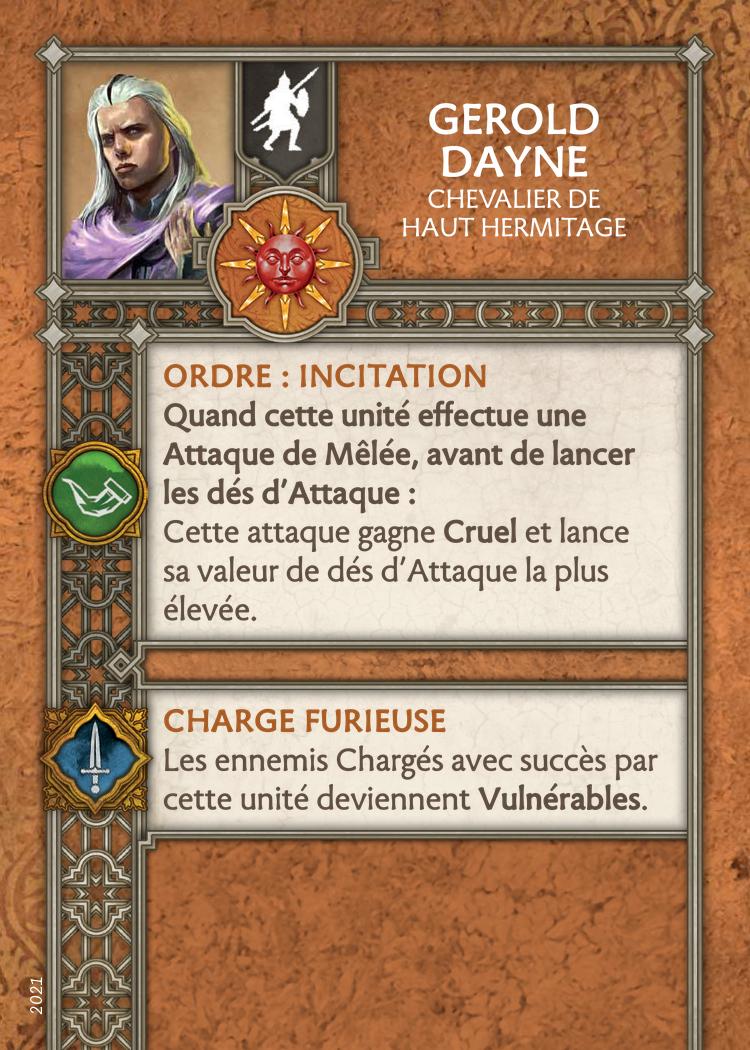 GEROLD
DAYNE
CHEVALIER DE
HAUT HERMITAGE
ORDRE : INCITATION
Quand cette unité effectue une
Attaque de Mêlée, avant de lancer
les dés d’Attaque :
Cette attaque gagne Cruel et lance
sa valeur de dés d’Attaque la plus
élevée.
CHARGE FURIEUSE
Les ennemis Chargés avec succès par
cette unité deviennent Vulnérables.
2021